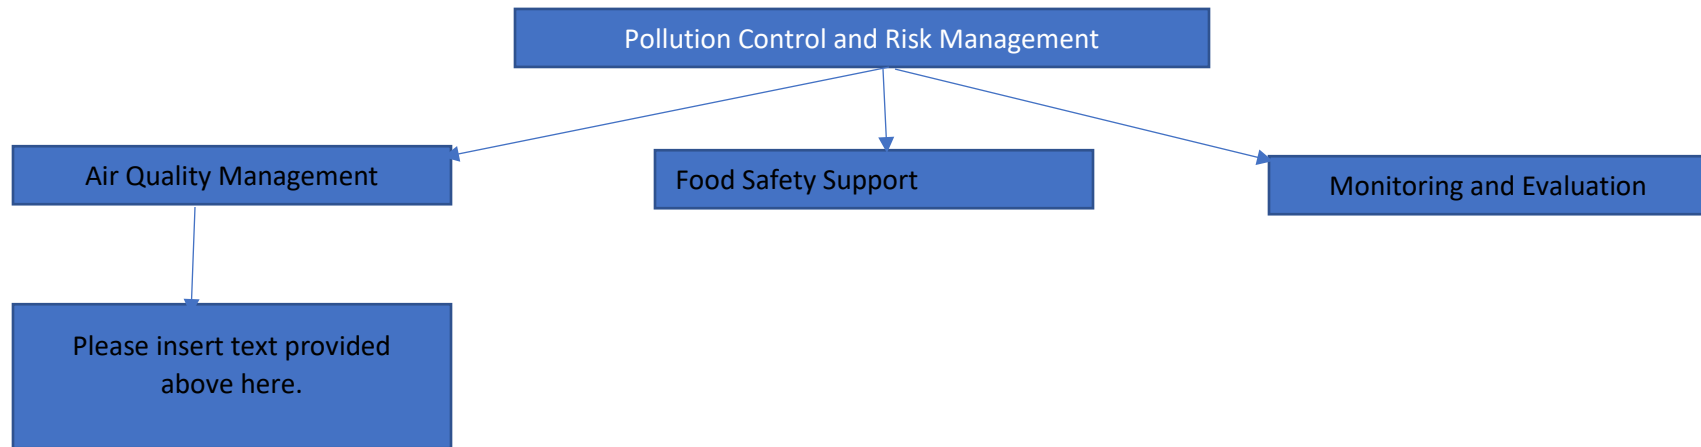 Pollution Control and Risk Management
Air Quality Management
Food Safety Support
Monitoring and Evaluation
Please insert text provided
above here.